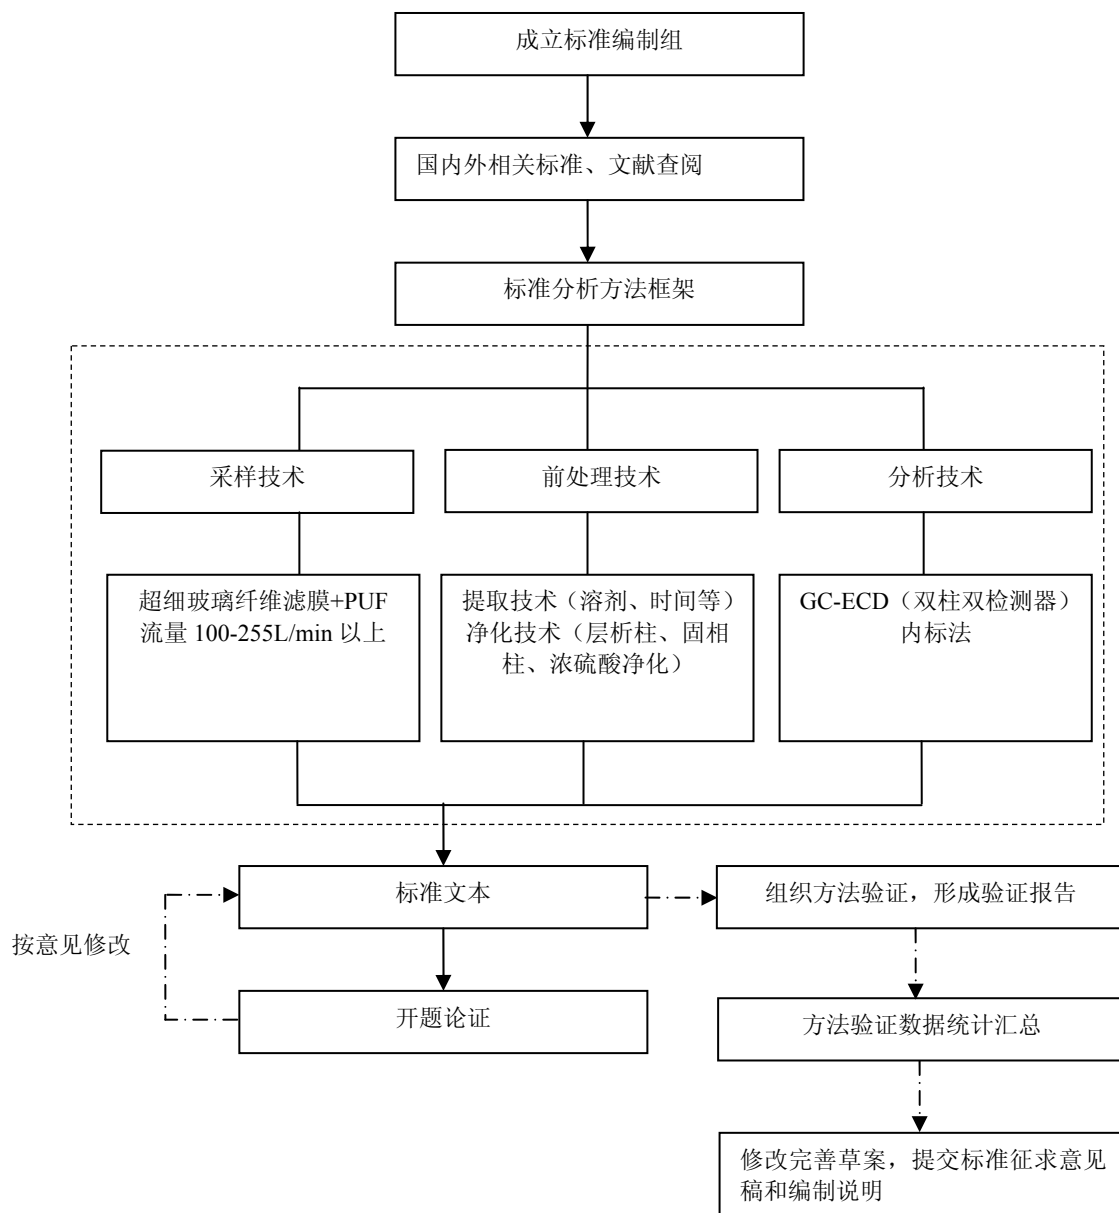 成立标准编制组
国内外相关标准、文献查阅
标准分析方法框架
采样技术
前处理技术
分析技术
超细玻璃纤维滤膜+PUF
流量 100-255L/min 以上
提取技术（溶剂、时间等）
净化技术（层析柱、固相
柱、浓硫酸净化）
GC-ECD（双柱双检测器）
内标法
标准文本
组织方法验证，形成验证报告
按意见修改
开题论证
方法验证数据统计汇总
修改完善草案，提交标准征求意见
稿和编制说明